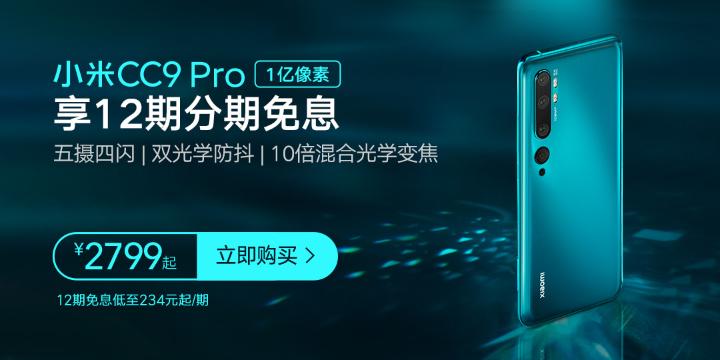 小米CC9 Pro 1亿像素
享12期分期免息
五摄四闪 | 双光学防抖 | 10倍混合光学变焦
¥2799起 立即购买 >
12期免息低至234元起/期
xiaomi